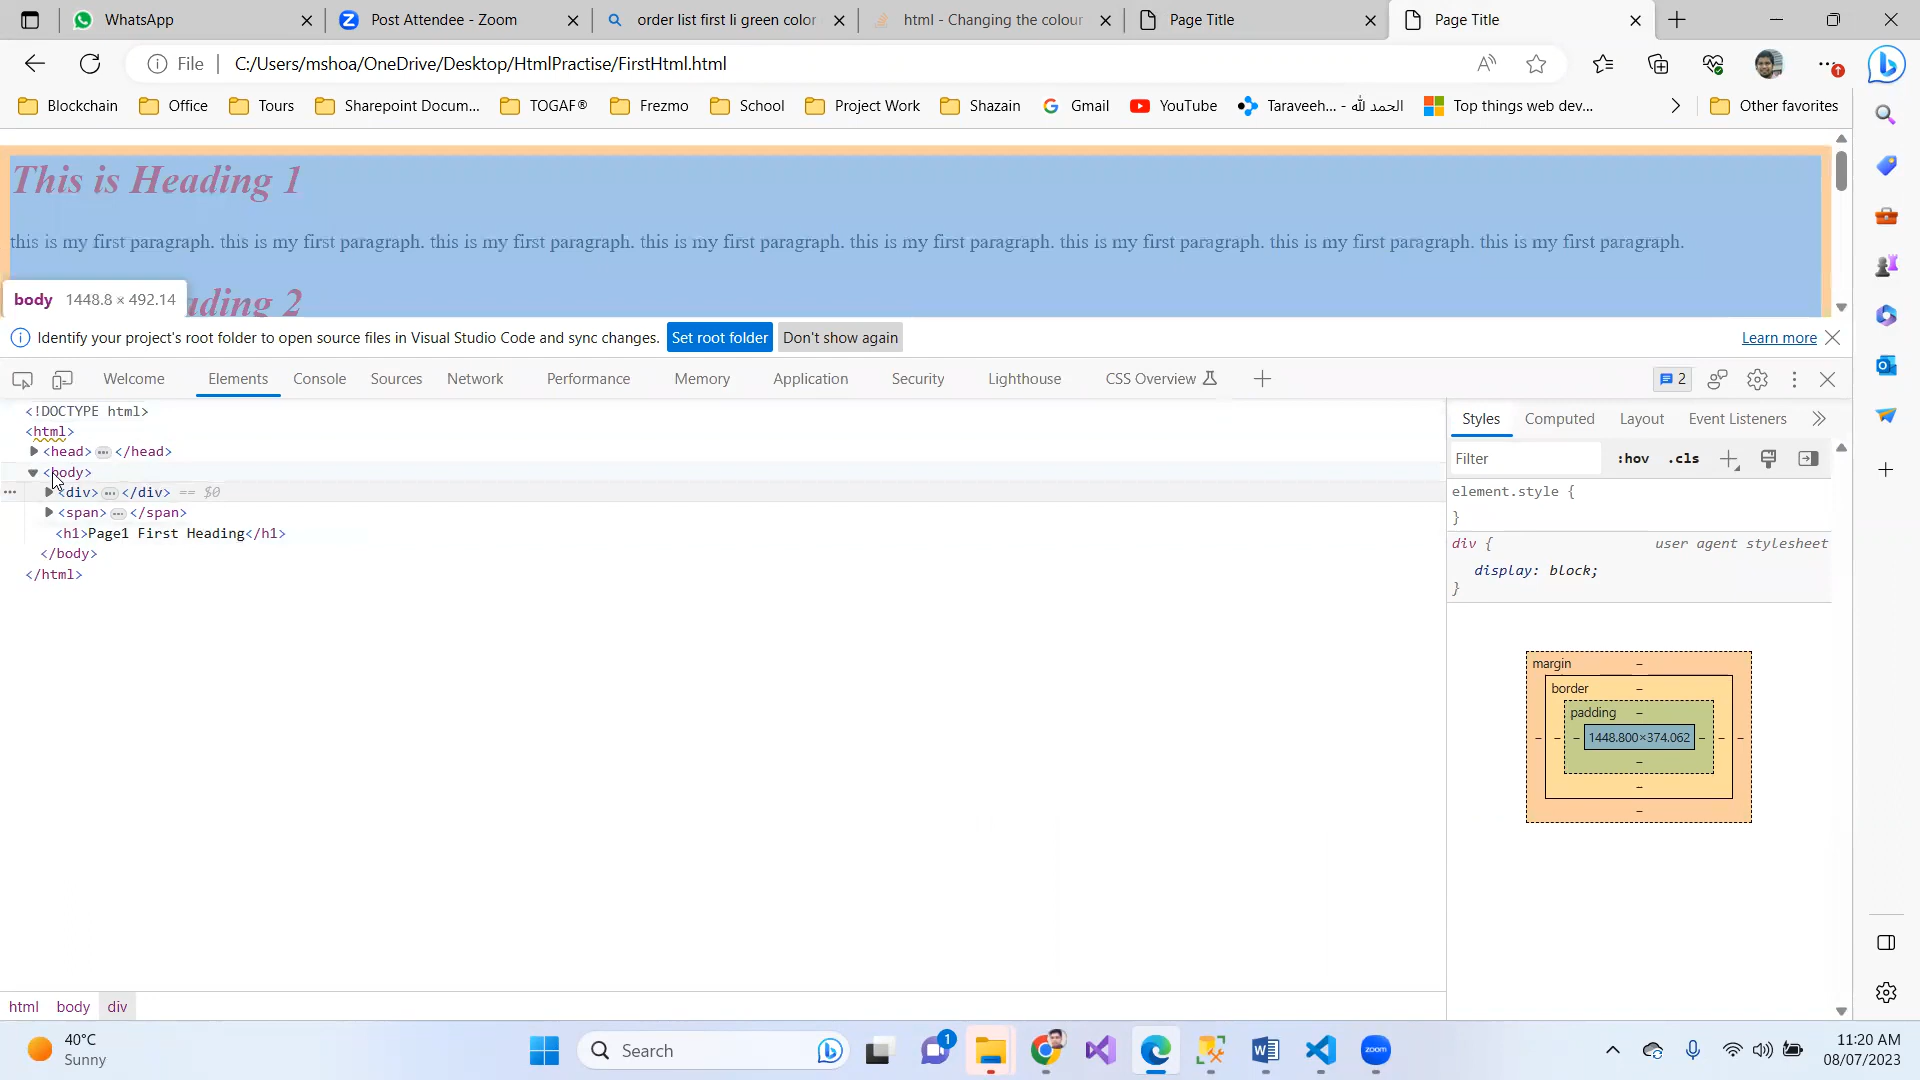 WhatsApp
Post Attendee - Zoom
order list first li green color
html - Changing the colour
Page Title
Page Title
File
C:/Users/mshoa/OneDrive/Desktop/HtmlPractise/FirstHtml.html
Blockchain
Office
Tours
Sharepoint Docum...
TOGAF®
Frezmo
School
Project Work
Shazain
Gmail
YouTube
Taraveeh... - الحمد لله
Top things web dev...
Other favorites
This is Heading 1
this is my first paragraph. this is my first paragraph. this is my first paragraph. this is my first paragraph. this is my first paragraph. this is my first paragraph. this is my first paragraph. this is my first paragraph.
ding 2
body 1448.8 × 492.14
Identify your project's root folder to open source files in Visual Studio Code and sync changes.
Set root folder
Don't show again
Learn more
Welcome
Elements
Console
Sources
Network
Performance
Memory
Application
Security
Lighthouse
CSS Overview
2
<!DOCTYPE html>
<html>
<head> ... </head>
<body>
<div> ... </div> == $0
<span> ... </span>
<h1>Page1 First Heading</h1>
</body>
</html>
Styles
Computed
Layout
Event Listeners
Filter
:hov
.cls
element.style {
}
div {
user agent stylesheet
display: block;
}
margin
–
border
–
padding
–
– – – 1448.800×374.062 – – –
–
–
–
html
body
div
40°C
Sunny
Search
1
zoom
11:20 AM
08/07/2023